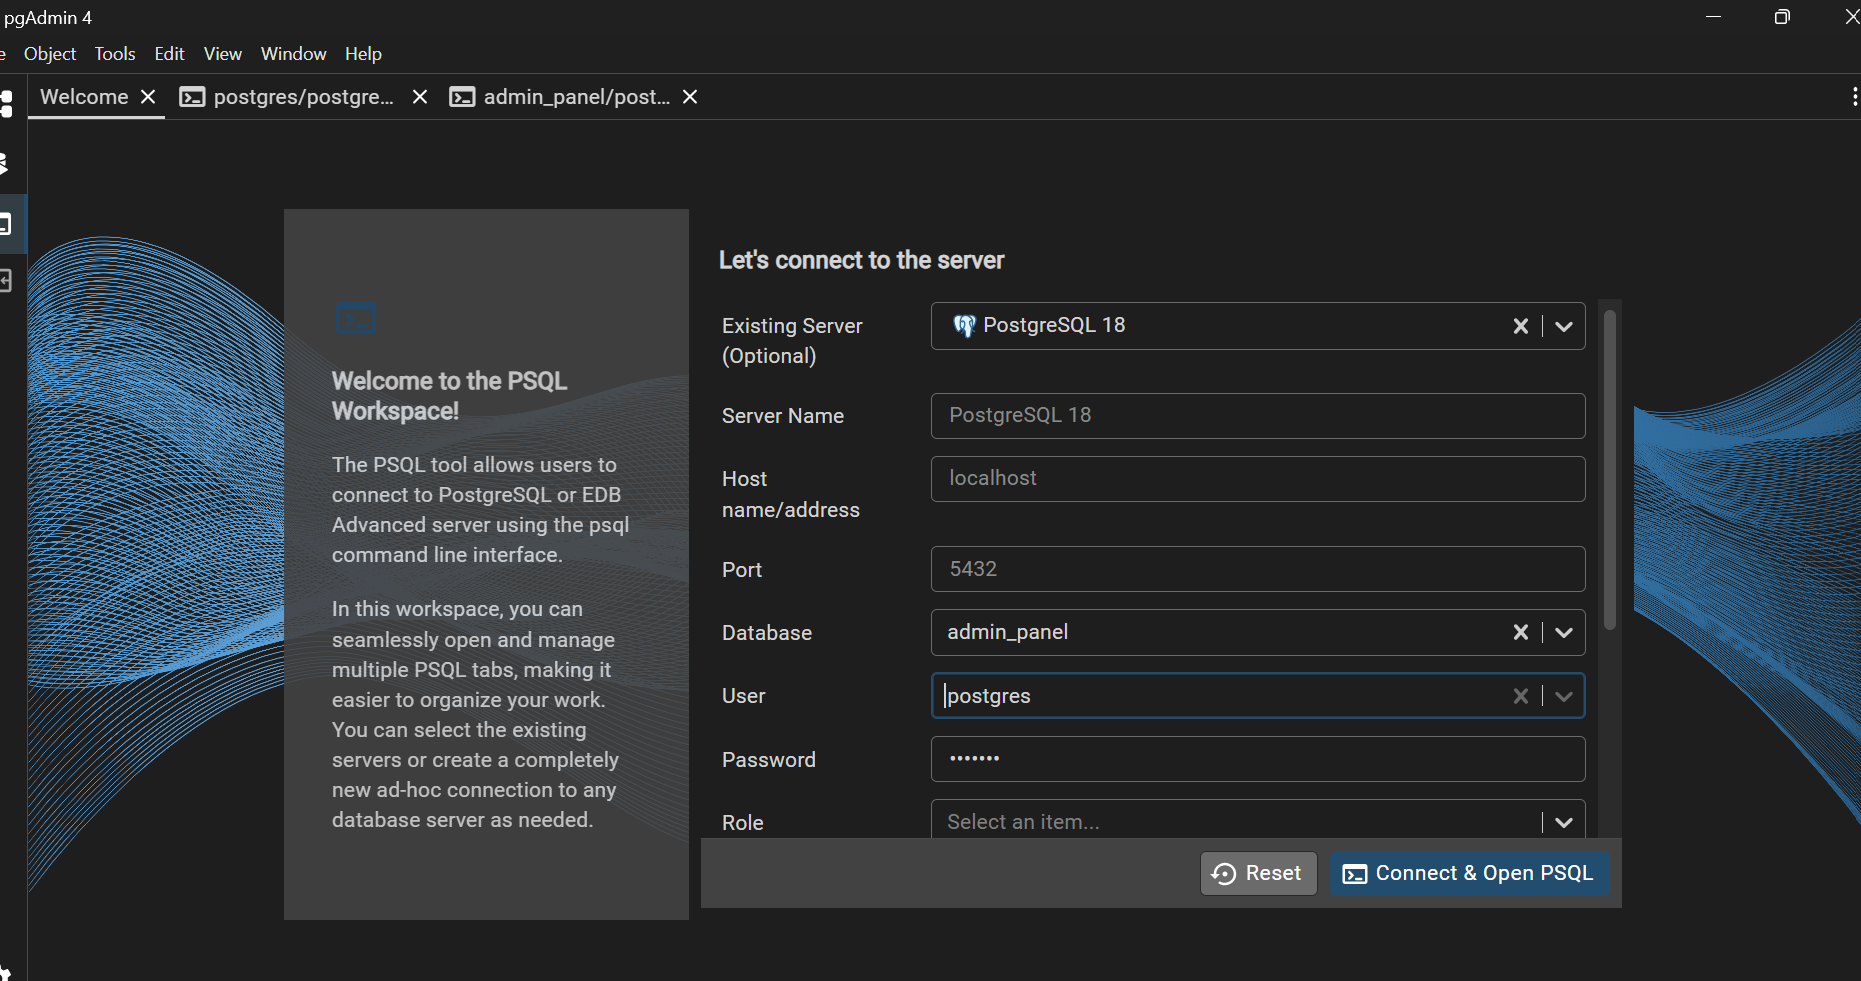 pgAdmin 4
e Object Tools Edit View Window Help
Welcome postgres/postgre... admin_panel/post...
Welcome to the PSQL
Workspace!
The PSQL tool allows users to
connect to PostgreSQL or EDB
Advanced server using the psql
command line interface.
In this workspace, you can
seamlessly open and manage
multiple PSQL tabs, making it
easier to organize your work.
You can select the existing
servers or create a completely
new ad-hoc connection to any
database server as needed.
Let's connect to the server
Existing Server
(Optional)
PostgreSQL 18
Server Name
PostgreSQL 18
Host
name/address
localhost
Port
5432
Database
admin_panel
User
postgres
Password
•••••••
Role
Select an item...
Reset
Connect & Open PSQL